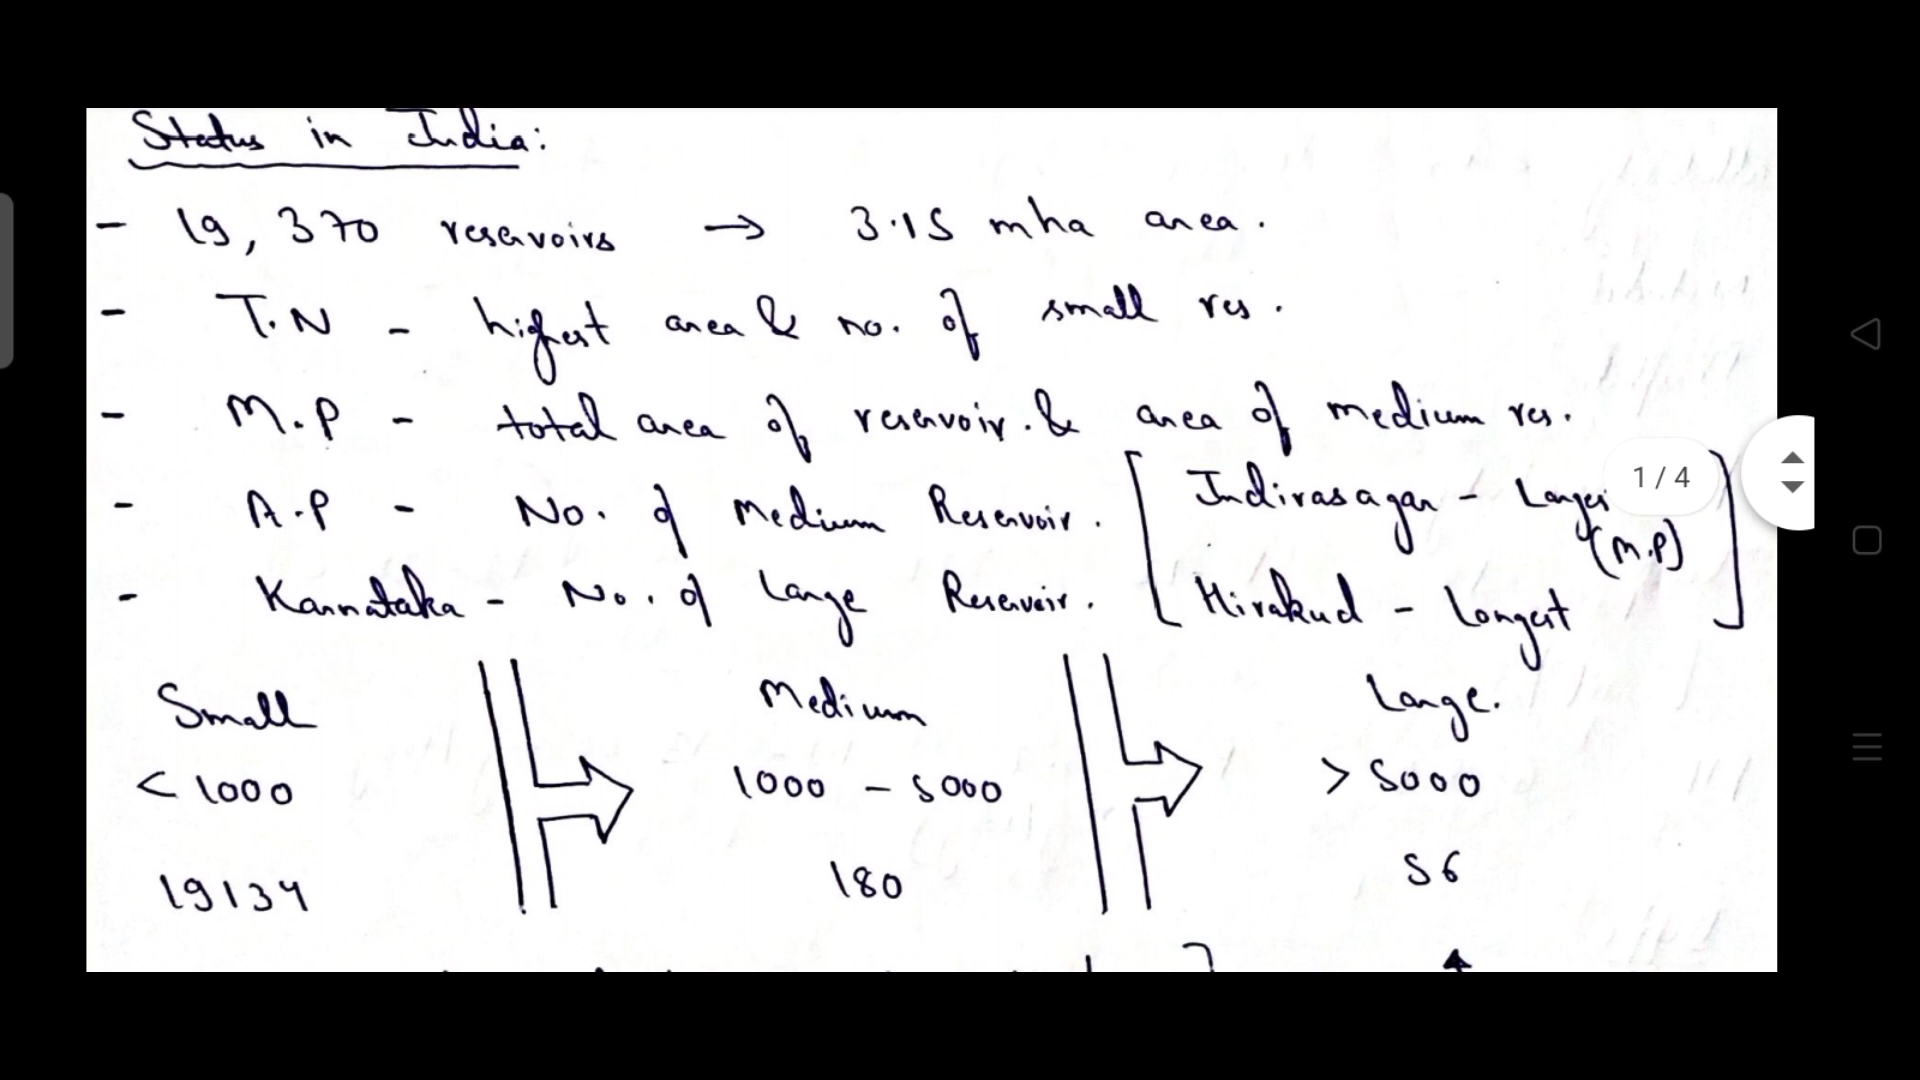 Status in India:
- 19,370 reservoirs → 3.15 mha area.
- T.N - highest area & no. of small res.
- M.P - total area of reservoir. & area of medium res.
- A.P - No. of Medium Reservoir. [Indirasagar -
(M.P)
- Karnataka - No. of Large Reservoir. Hirakud - Longest]
1 / 4
Small Medium Large.
< 1000 1000 - 5000 > 5000
19134 180 56